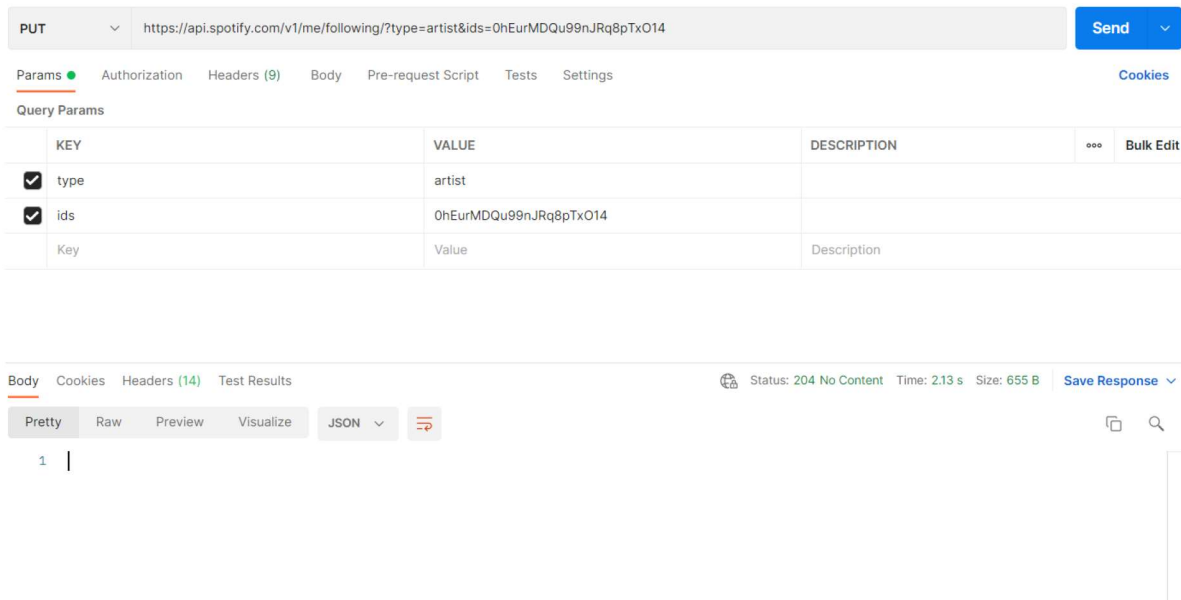 PUT https://api.spotify.com/v1/me/following/?type=artist&ids=0hEurMDQu99nJRq8pTxO14 Send
Params Authorization Headers (9) Body Pre-request Script Tests Settings Cookies
Query Params
KEY VALUE DESCRIPTION ooo Bulk Edit
type artist
ids 0hEurMDQu99nJRq8pTxO14
Key Value Description
Body Cookies Headers (14) Test Results Status: 204 No Content Time: 2.13 s Size: 655 B Save Response
Pretty Raw Preview Visualize JSON
1